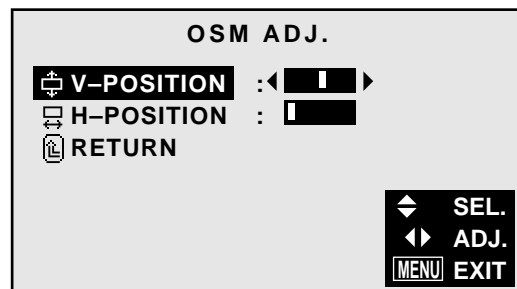 OSM ADJ.
V–POSITION :
H–POSITION :
RETURN
SEL.
ADJ.
MENU EXIT